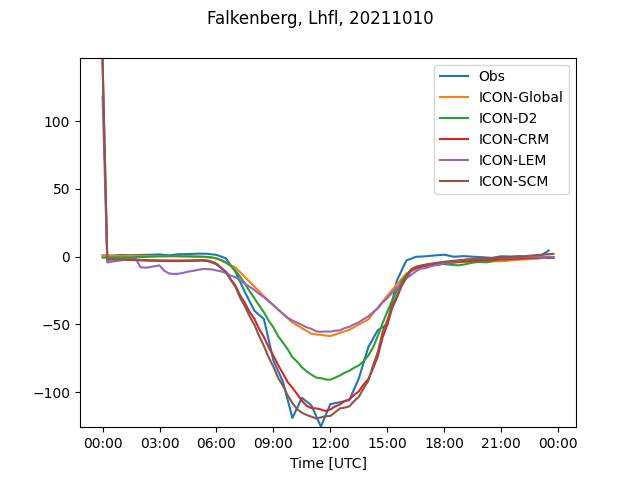 Falkenberg, Lhfl, 20211010
Obs
ICON-Global
ICON-D2
ICON-CRM
ICON-LEM
ICON-SCM
100
50
0
−50
−100
00:00 03:00 06:00 09:00 12:00 15:00 18:00 21:00 00:00
Time [UTC]